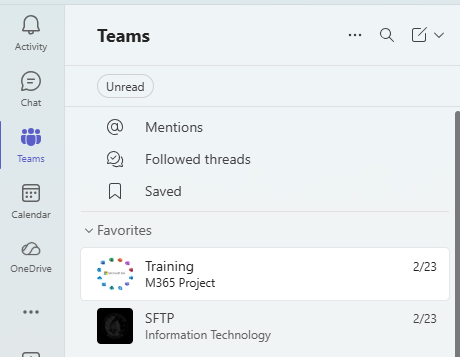 Activity
Chat
Teams
Calendar
OneDrive
Teams
Unread
Mentions
Followed threads
Saved
Favorites
Training
2/23
M365 Project
SFTP
2/23
Information Technology